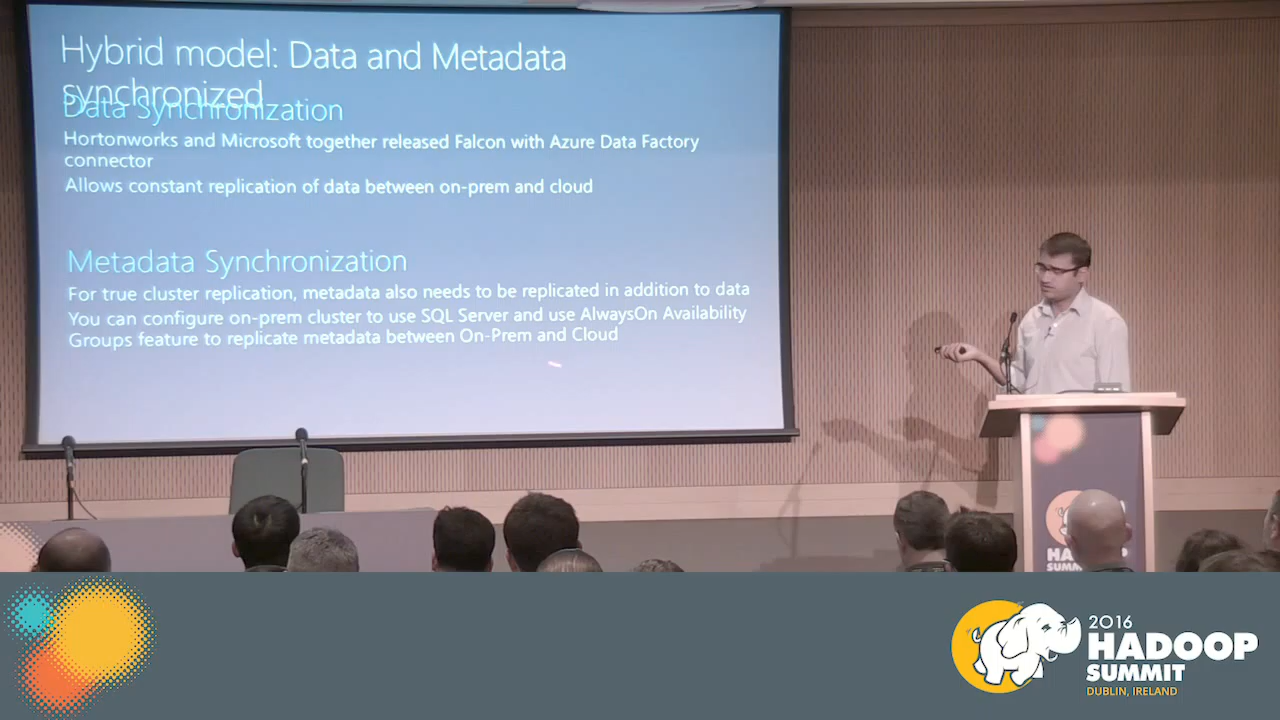 Hybrid model: Data and Metadata
synchronized
Data Synchronization
Hortonworks and Microsoft together released Falcon with Azure Data Factory
connector
Allows constant replication of data between on-prem and cloud
Metadata Synchronization
For true cluster replication, metadata also needs to be replicated in addition to data
You can configure on-prem cluster to use SQL Server and use AlwaysOn Availability
Groups feature to replicate metadata between On-Prem and Cloud
2016
HADOOP
SUMMIT
DUBLIN, IRELAND